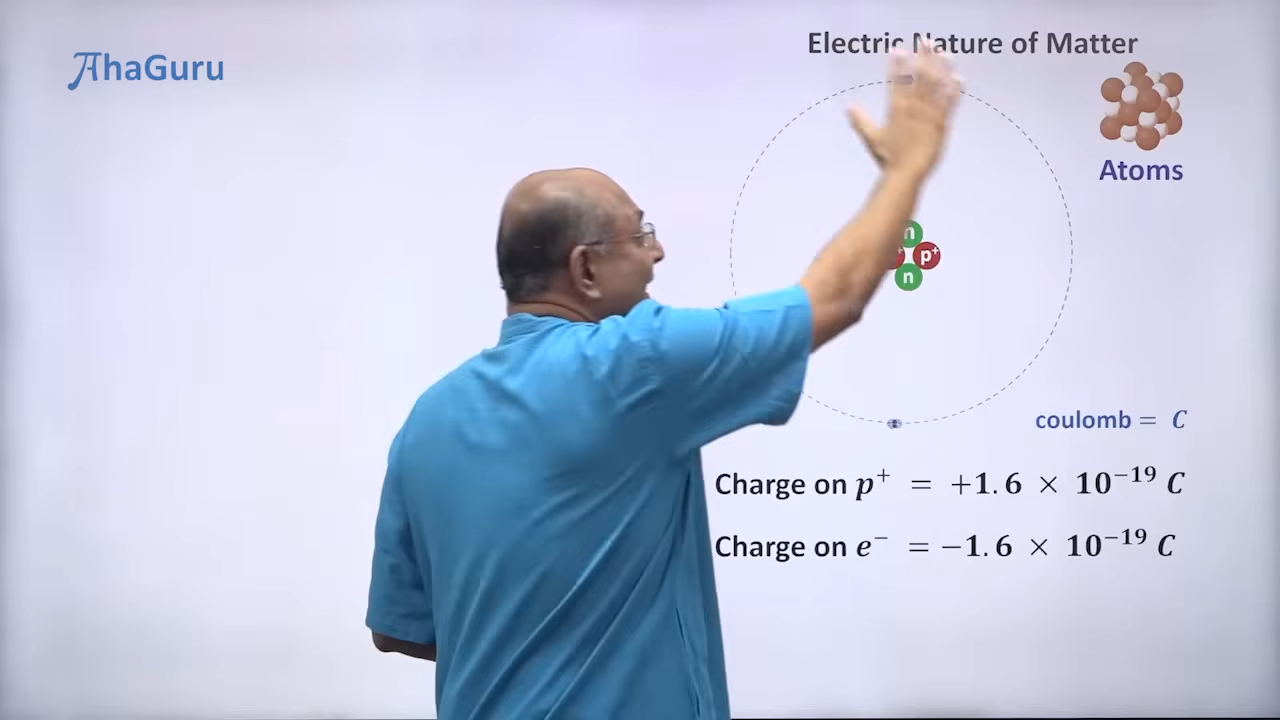 AhaGuru
Electric Nature of Matter
Atoms
n
p⁺
n
coulomb = C
Charge on p⁺ = +1.6 × 10⁻¹⁹ C
Charge on e⁻ = −1.6 × 10⁻¹⁹ C